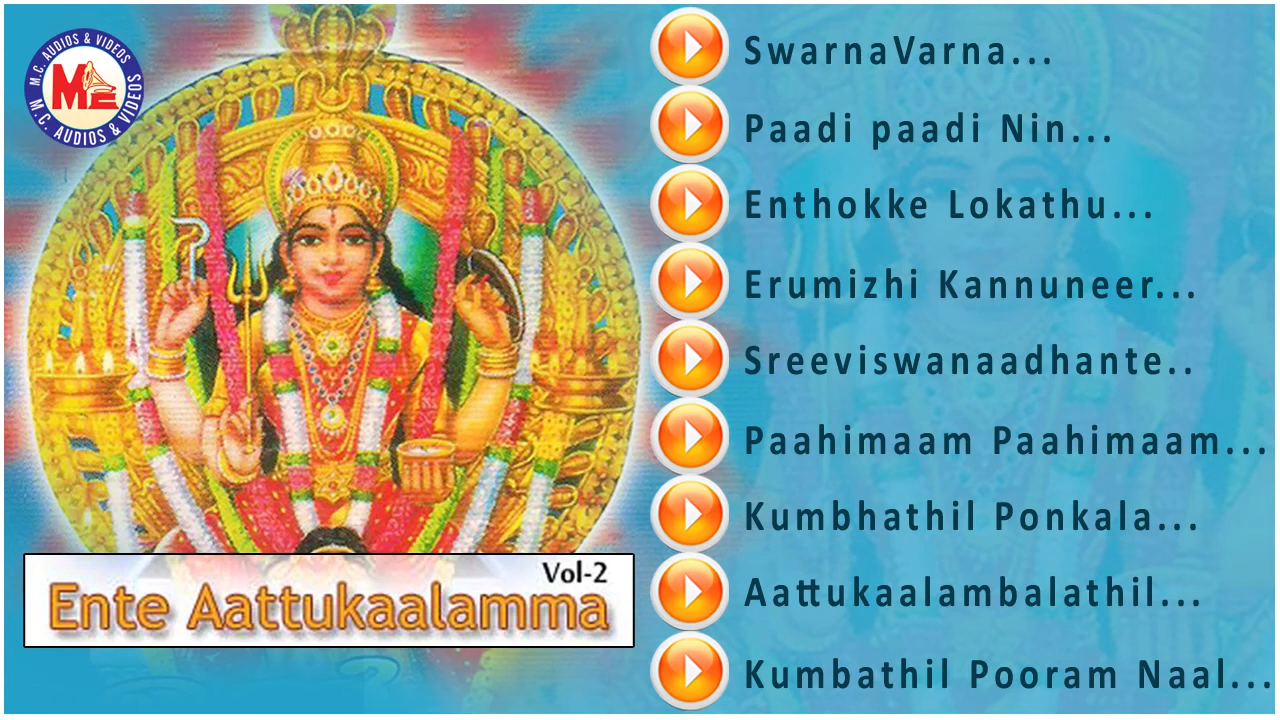 M.C. AUDIOS & VIDEOS
M.C. AUDIOS & VIDEOS
Vol-2
Ente Aattukaalamma
SwarnaVarna...
Paadi paadi Nin...
Enthokke Lokathu...
Erumizhi Kannuneer...
Sreeviswanaadhante..
Paahimaam Paahimaam...
Kumbhathil Ponkala...
Aattukaalambalathil...
Kumbathil Pooram Naal...